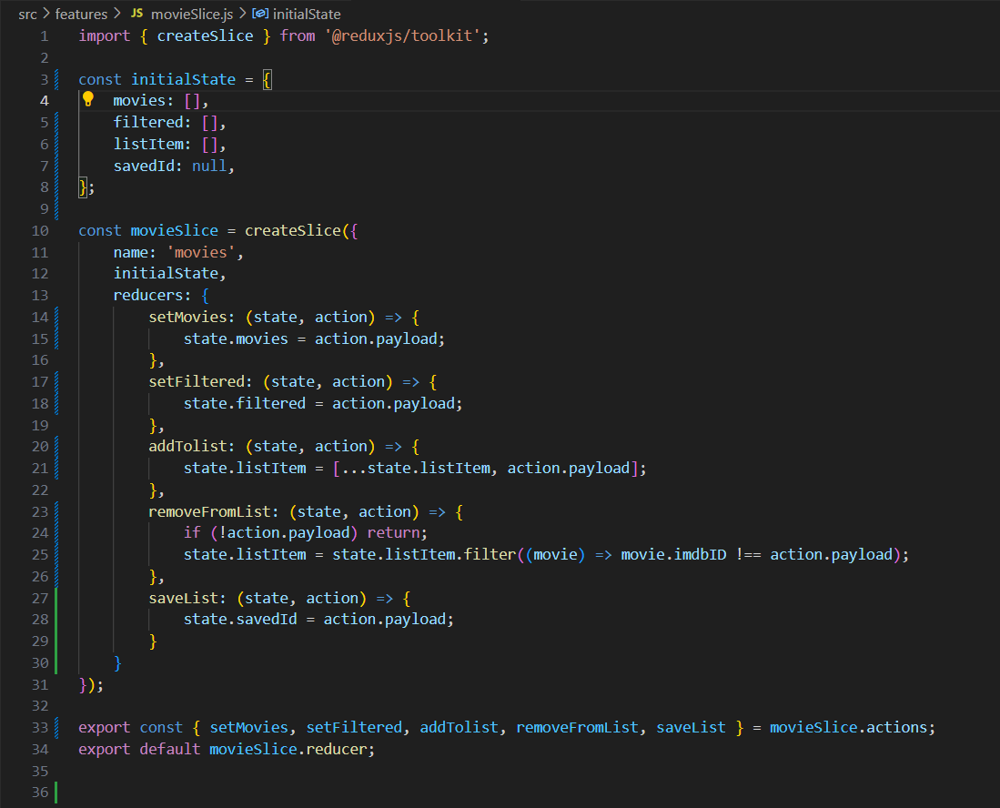 src > features > JS movieSlice.js > initialState
1 import { createSlice } from '@reduxjs/toolkit';
2
3 const initialState = {
4     movies: [],
5     filtered: [],
6     listItem: [],
7     savedId: null,
8 };
9
10 const movieSlice = createSlice({
11     name: 'movies',
12     initialState,
13     reducers: {
14         setMovies: (state, action) => {
15             state.movies = action.payload;
16         },
17         setFiltered: (state, action) => {
18             state.filtered = action.payload;
19         },
20         addTolist: (state, action) => {
21             state.listItem = [...state.listItem, action.payload];
22         },
23         removeFromList: (state, action) => {
24             if (!action.payload) return;
25             state.listItem = state.listItem.filter((movie) => movie.imdbID !== action.payload);
26         },
27         saveList: (state, action) => {
28             state.savedId = action.payload;
29         }
30     }
31 });
32
33 export const { setMovies, setFiltered, addTolist, removeFromList, saveList } = movieSlice.actions;
34 export default movieSlice.reducer;
35
36